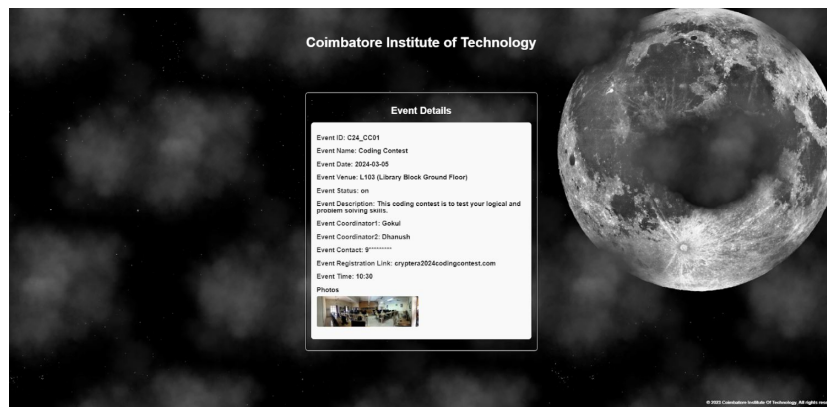 Coimbatore Institute of Technology
Event Details
Event ID: C24_CC01
Event Name: Coding Contest
Event Date: 2024-03-05
Event Venue: L103 (Library Block Ground Floor)
Event Status: on
Event Description: This coding contest is to test your logical and
problem solving skills.
Event Coordinator1: Gokul
Event Coordinator2: Dhanush
Event Contact: 9*********
Event Registration Link: cryptera2024codingcontest.com
Event Time: 10:30
Photos
© 2023 Coimbatore Institute Of Technology. All rights rese